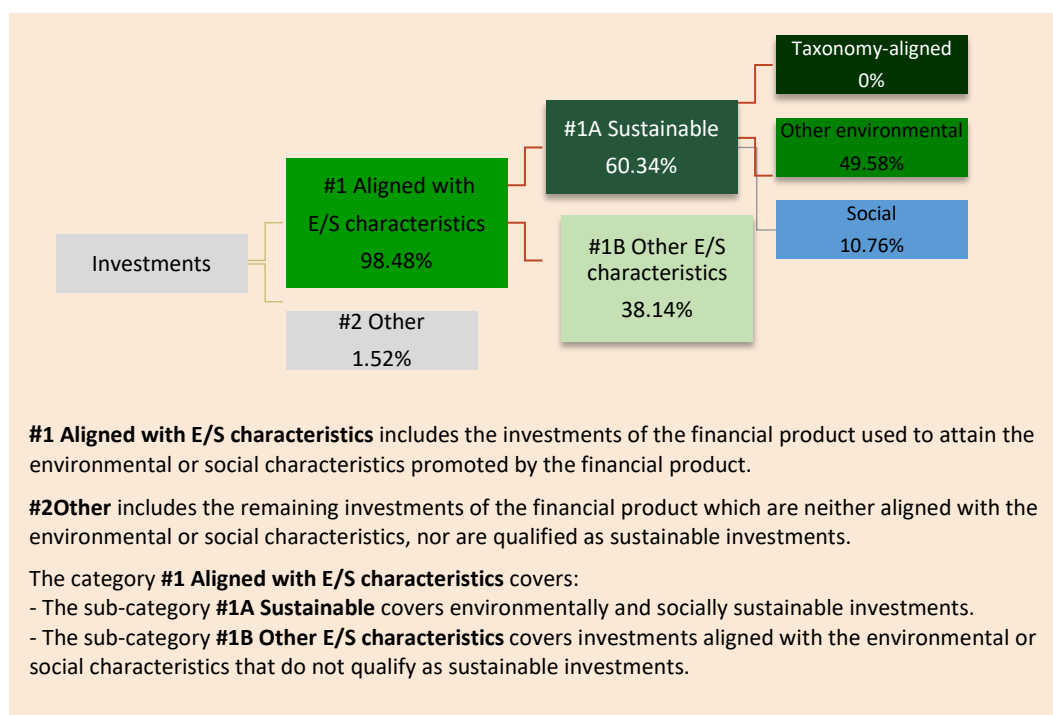 Taxonomy-aligned
0%
#1A Sustainable
60.34%
Other environmental
49.58%
#1 Aligned with
E/S characteristics
98.48%
Social
10.76%
#1B Other E/S
characteristics
38.14%
Investments
#2 Other
1.52%
#1 Aligned with E/S characteristics includes the investments of the financial product used to attain the
environmental or social characteristics promoted by the financial product.
#2Other includes the remaining investments of the financial product which are neither aligned with the
environmental or social characteristics, nor are qualified as sustainable investments.
The category #1 Aligned with E/S characteristics covers:
- The sub-category #1A Sustainable covers environmentally and socially sustainable investments.
- The sub-category #1B Other E/S characteristics covers investments aligned with the environmental or
social characteristics that do not qualify as sustainable investments.